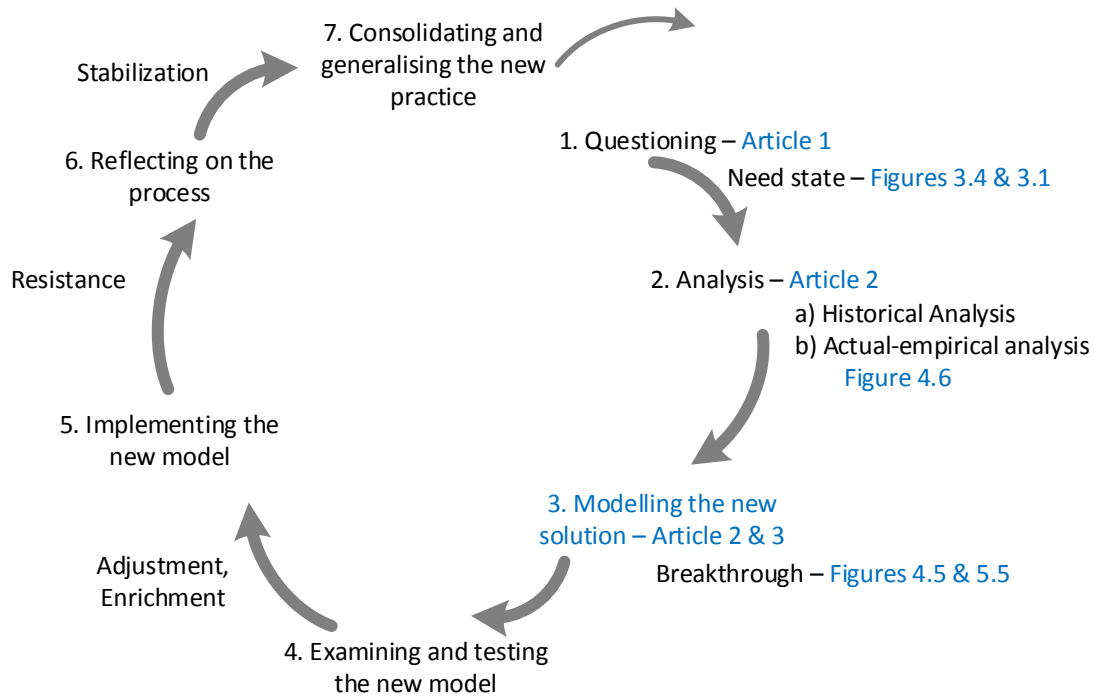 7. Consolidating and
generalising the new
practice
Stabilization
1. Questioning – Article 1
Need state – Figures 3.4 & 3.1
6. Reflecting on the
process
2. Analysis – Article 2
a) Historical Analysis
b) Actual-empirical analysis
Figure 4.6
Resistance
5. Implementing the
new model
3. Modelling the new
solution – Article 2 & 3
Breakthrough – Figures 4.5 & 5.5
Adjustment,
Enrichment
4. Examining and testing
the new model